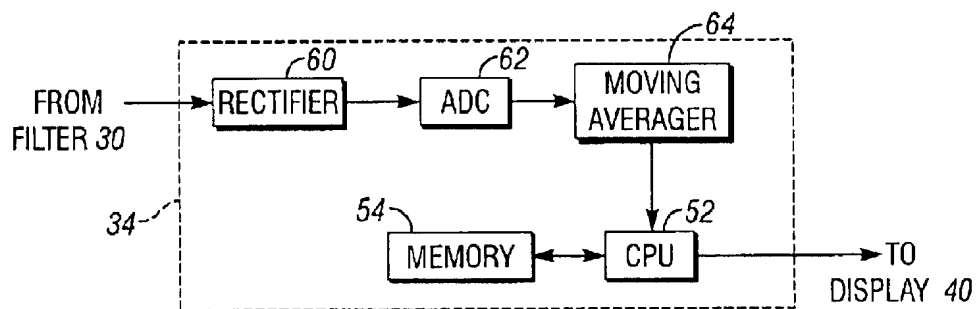 60
62
64
FROM
FILTER 30
RECTIFIER
ADC
MOVING
AVERAGER
34
54
52
MEMORY
CPU
TO
DISPLAY 40